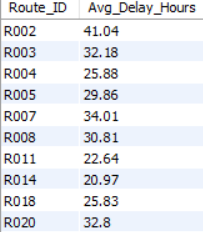 Route_ID Avg_Delay_Hours
R002 41.04
R003 32.18
R004 25.88
R005 29.86
R007 34.01
R008 30.81
R011 22.64
R014 20.97
R018 25.83
R020 32.8